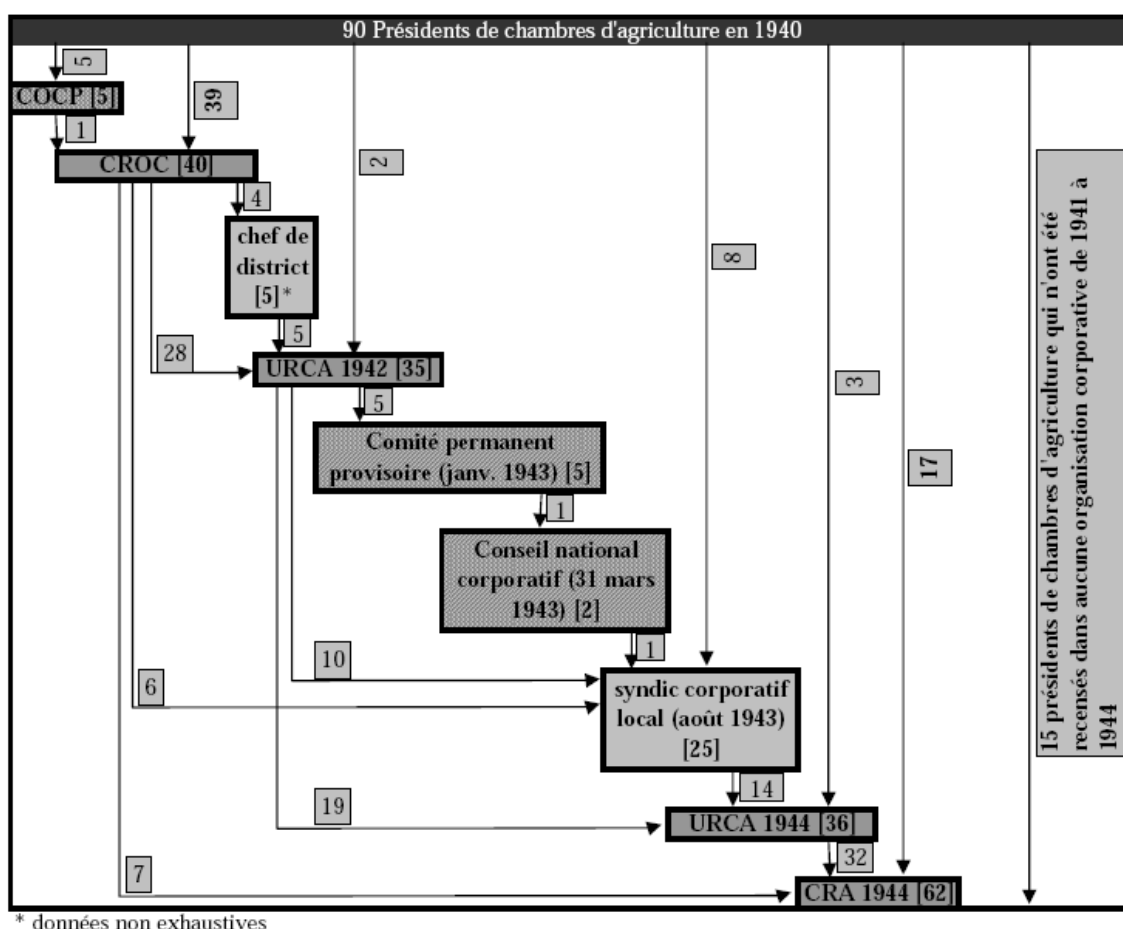 90 Présidents de chambres d'agriculture en 1940
5
COCP [5]
39
1
2
CROC [40]
4
chef de
district
[5]*
8
5
28
URCA 1942 [35]
3
5
Comité permanent
provisoire (janv. 1943) [5]
17
1
Conseil national
corporatif (31 mars
1943) [2]
1
10
6
syndic corporatif
local (août 1943)
[25]
14
19
URCA 1944 [36]
32
7
CRA 1944 [62]
15 présidents de chambres d'agriculture qui n'ont été
recensés dans aucune organisation corporative de 1941 à
1944
* données non exhaustives